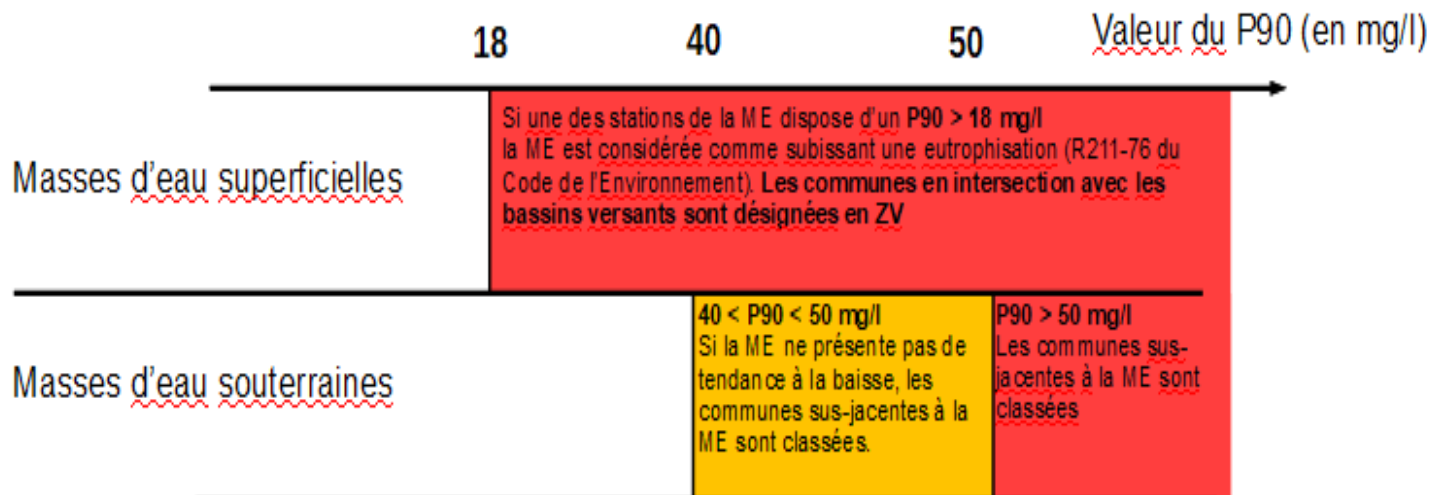 18 40 50 Valeur du P90 (en mg/l)
Masses d'eau superficielles
Si une des stations de la ME dispose d'un P90 > 18 mg/l
la ME est considérée comme subissant une eutrophisation (R211-76 du
Code de l'Environnement). Les communes en intersection avec les
bassins versants sont désignées en ZV
Masses d'eau souterraines
40 < P90 < 50 mg/l
Si la ME ne présente pas de
tendance à la baisse, les
communes sus-jacentes à la
ME sont classées.
P90 > 50 mg/l
Les communes sus-
jacentes à la ME sont
classées